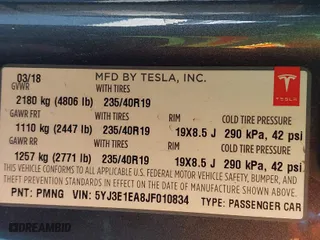 03/18 MFD BY TESLA, INC.
GVWR WITH TIRES
2180 kg (4806 lb) 235/40R19
GAWR FRT WITH TIRES RIM COLD TIRE PRESSURE
1110 kg (2447 lb) 235/40R19 19X8.5 J 290 kPa, 42 psi
GAWR RR WITH TIRES RIM COLD TIRE PRESSURE
1257 kg (2771 lb) 235/40R19 19X8.5 J 290 kPa, 42 psi
THIS VEHICLE CONFORMS TO ALL APPLICABLE U.S. FEDERAL MOTOR VEHICLE SAFETY, BUMPER, AND
THEFT PREVENTION STANDARDS IN EFFECT ON THE DATE OF MANUFACTURE SHOWN ABOVE.
PNT: PMNG VIN: 5YJ3E1EA8JF010834 TYPE: PASSENGER CAR
TESLA
DREAMBID